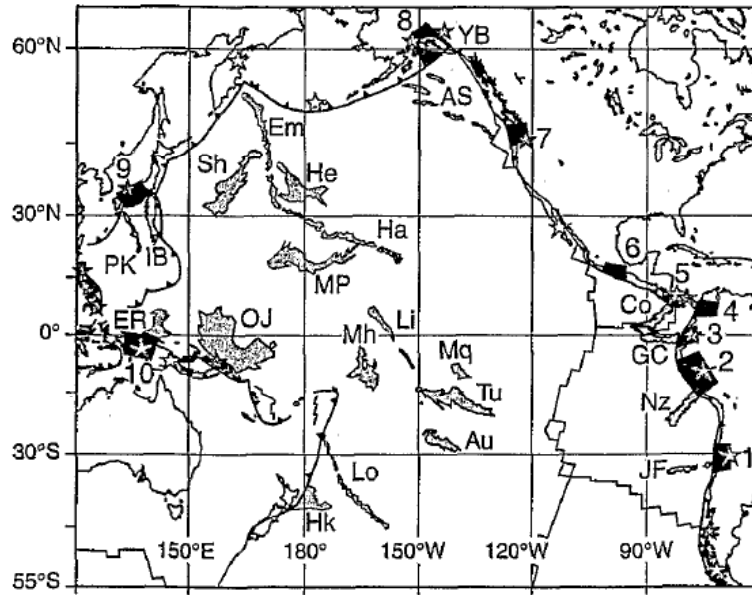 60°N
8
YB
AS
Em
7
9
Sh
He
30°N
Ha
6
PK
IB
MP
5
Co
4
ER
OJ
Li
0°
Mh
3
GC
10
Mq
2
Tu
Nz
Au
30°S
JF
1
Lo
Hk
150°E
180°
150°W
120°W
90°W
55°S